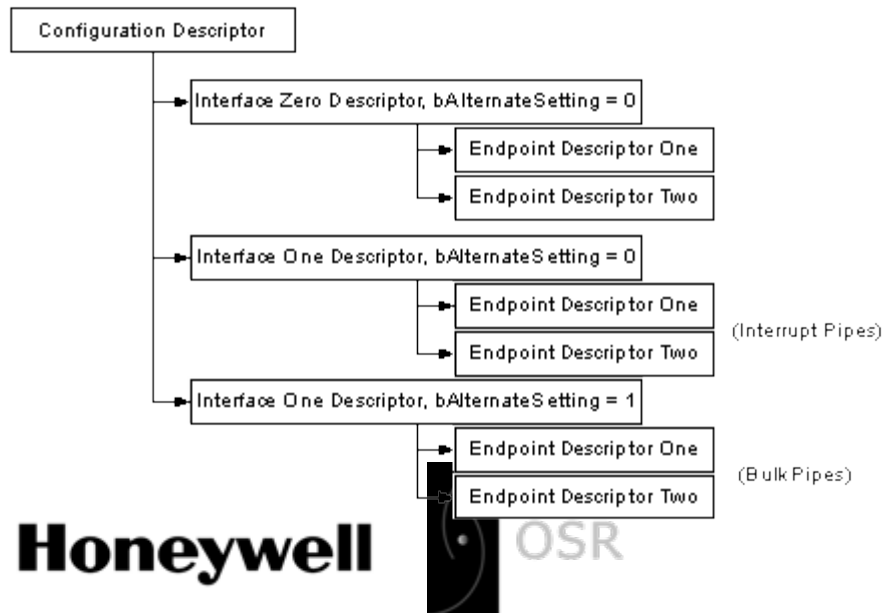 Configuration Descriptor
Interface Zero Descriptor, bAlternateSetting = 0
Endpoint Descriptor One
Endpoint Descriptor Two
Interface One Descriptor, bAlternateSetting = 0
Endpoint Descriptor One
(Interrupt Pipes)
Endpoint Descriptor Two
Interface One Descriptor, bAlternateSetting = 1
Endpoint Descriptor One
(Bulk Pipes)
Endpoint Descriptor Two
Honeywell
OSR